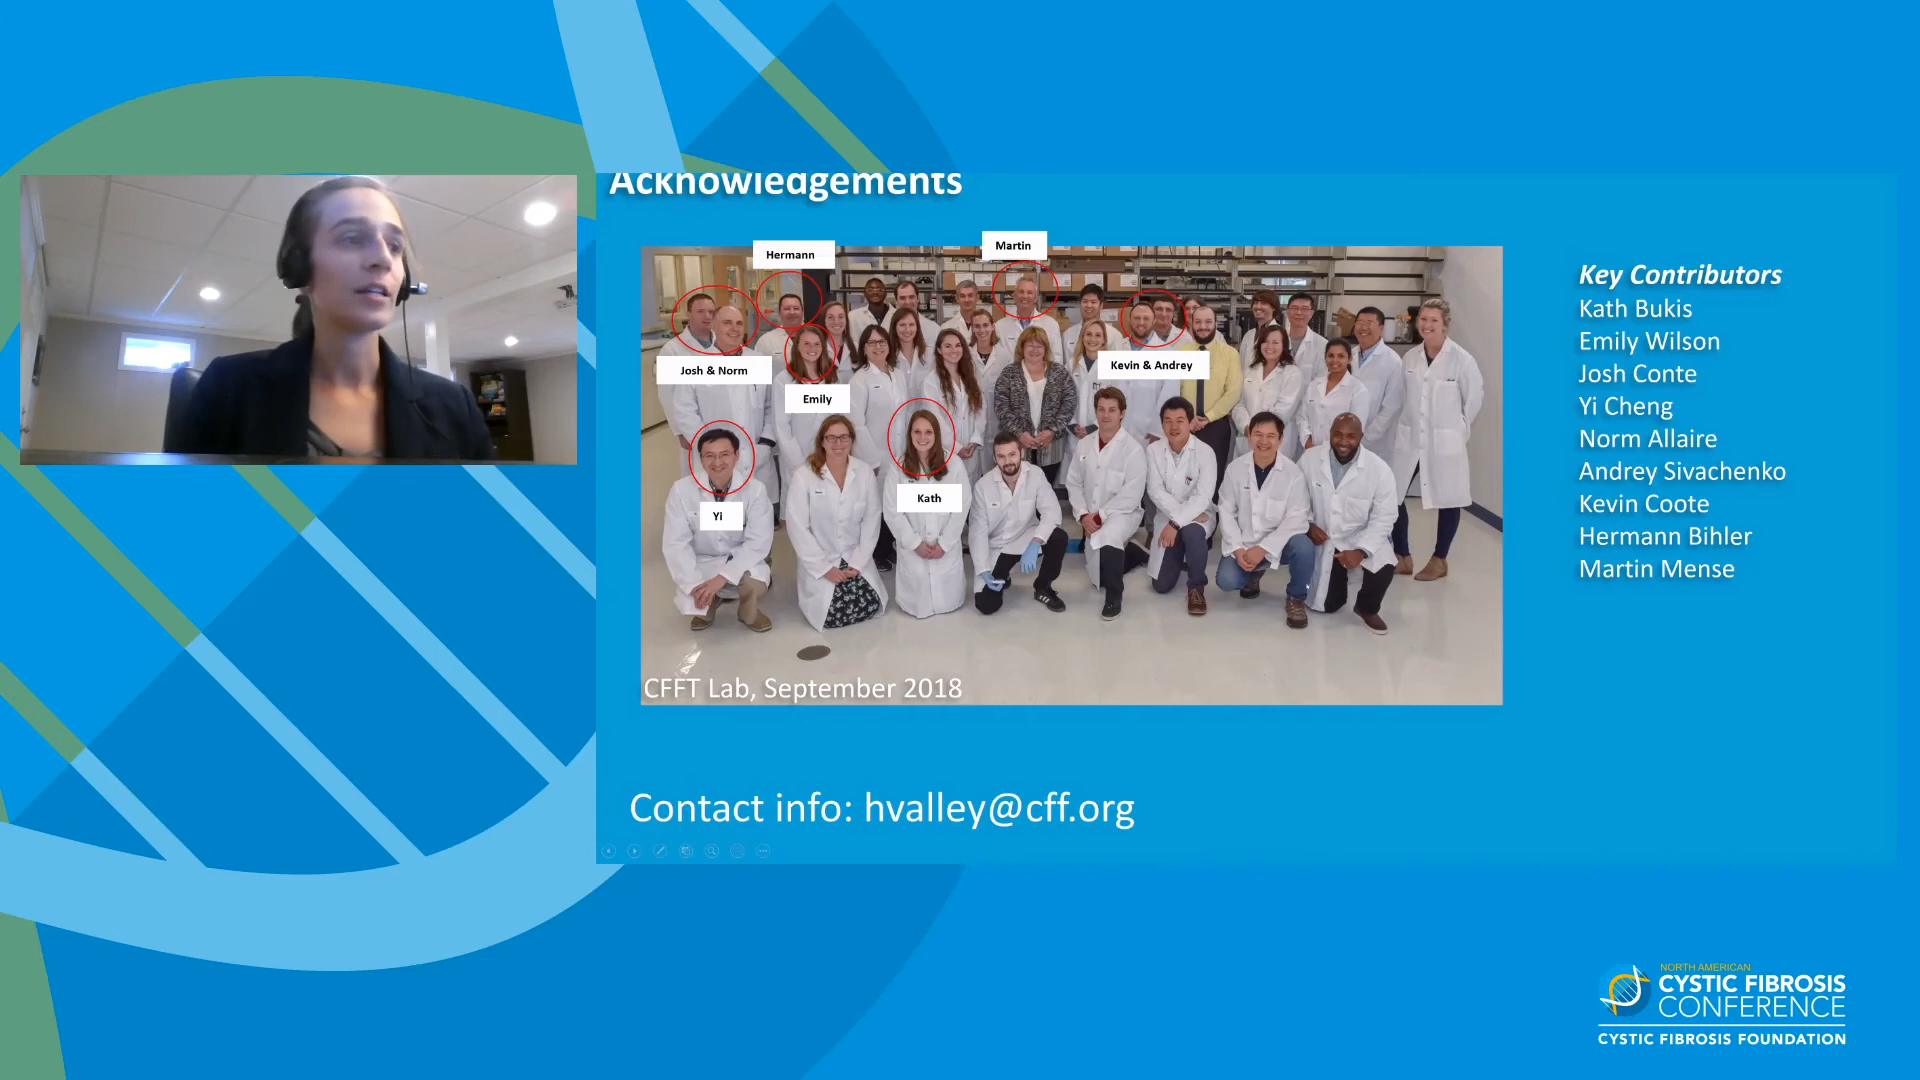 Acknowledgements
Hermann
Martin
Josh & Norm
Emily
Kevin & Andrey
Yi
Kath
CFFT Lab, September 2018
Key Contributors
Kath Bukis
Emily Wilson
Josh Conte
Yi Cheng
Norm Allaire
Andrey Sivachenko
Kevin Coote
Hermann Bihler
Martin Mense
Contact info: hvalley@cff.org
NORTH AMERICAN
CYSTIC FIBROSIS
CONFERENCE
CYSTIC FIBROSIS FOUNDATION